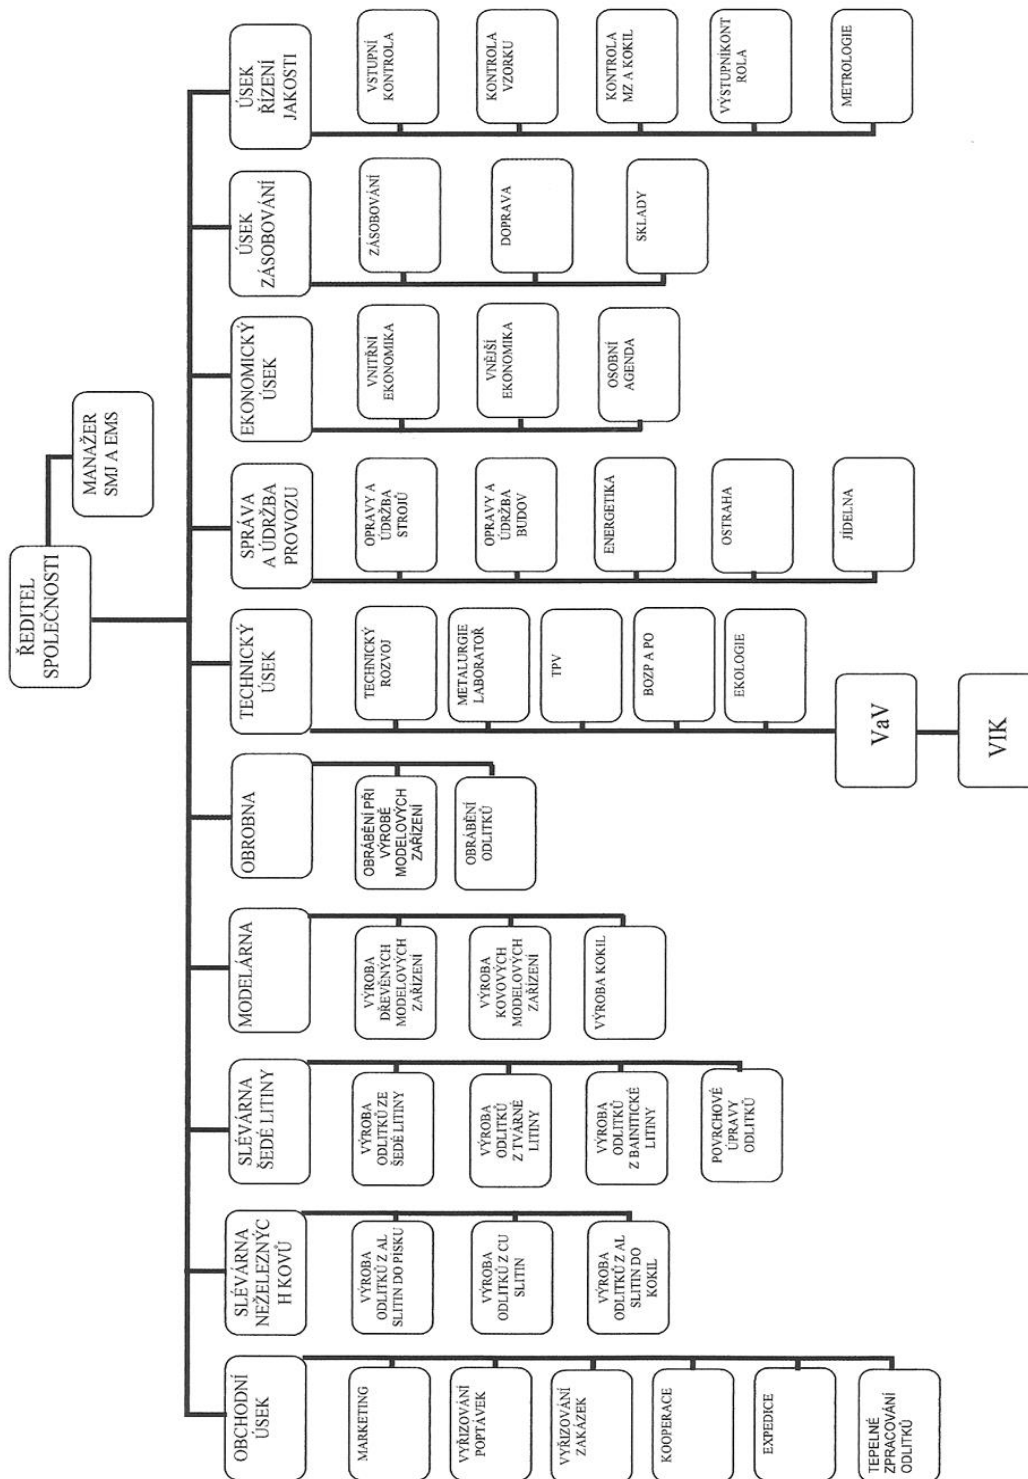 ŘEDITEL
SPOLEČNOSTI
MANAŽER
SMJ A EMS
OBCHODNÍ
ÚSEK
MARKETING
VYŘIZOVÁNÍ
POPTÁVEK
VYŘIZOVÁNÍ
ZAKÁZEK
KOOPERACE
EXPEDICE
TEPELNÉ
ZPRACOVÁNÍ
ODLITKŮ
SLÉVÁRNA
NEŽELEZNÝC
H KOVŮ
VÝROBA
ODLITKŮ Z AL
SLITIN DO PÍSKU
VÝROBA
ODLITKŮ Z CU
SLITIN
VÝROBA
ODLITKŮ Z AL
SLITIN DO
KOKIL
SLÉVÁRNA
ŠEDÉ LITINY
VÝROBA
ODLITKŮ ZE
ŠEDÉ LITINY
VÝROBA
ODLITKŮ
Z TVÁRNÉ
LITINY
VÝROBA
ODLITKŮ
Z BAINITICKÉ
LITINY
POVRCHOVÉ
ÚPRAVY
ODLITKŮ
MODELÁRNA
VÝROBA
DŘEVĚNÝCH
MODELOVÝCH
ZAŘÍZENÍ
VÝROBA
KOVOVÝCH
MODELOVÝCH
ZAŘÍZENÍ
VÝROBA KOKIL
OBROBNA
OBRÁBĚNÍ PŘI
VÝROBĚ
MODELOVÝCH
ZAŘÍZENÍ
OBRÁBĚNÍ
ODLITKŮ
TECHNICKÝ
ÚSEK
TECHNICKÝ
ROZVOJ
METALURGIE
LABORATOŘ
TPV
BOZP A PO
EKOLOGIE
VaV
VIK
SPRÁVA
A ÚDRŽBA
PROVOZU
OPRAVY A
ÚDRŽBA
STROJŮ
OPRAVY A
ÚDRŽBA
BUDOV
ENERGETIKA
OSTRAHA
JÍDELNA
EKONOMICKÝ
ÚSEK
VNITŘNÍ
EKONOMIKA
VNĚJŠÍ
EKONOMIKA
OSOBNÍ
AGENDA
ÚSEK
ZÁSOBOVÁNÍ
ZÁSOBOVÁNÍ
DOPRAVA
SKLADY
ÚSEK
ŘÍZENÍ
JAKOSTI
VSTUPNÍ
KONTROLA
KONTROLA
VZORKU
KONTROLA
MZ A KOKIL
VÝSTUPNÍKONT
ROLA
METROLOGIE